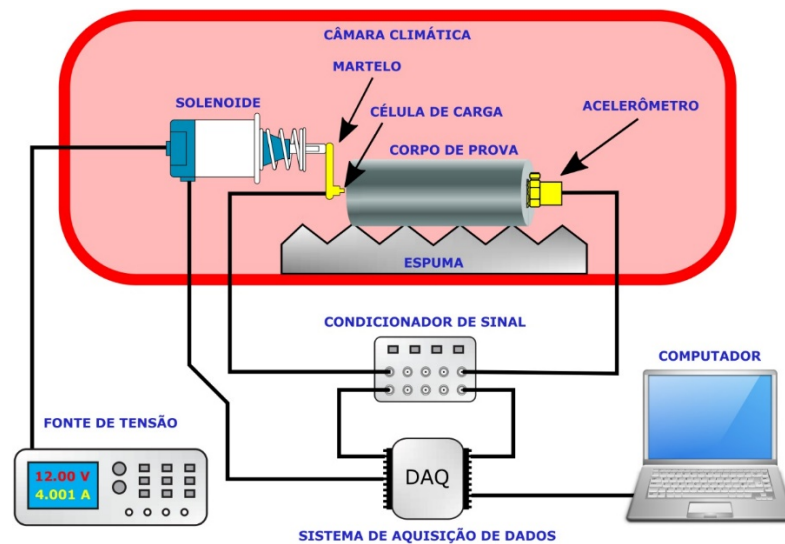 CÂMARA CLIMÁTICA
MARTELO
SOLENOIDE
CÉLULA DE CARGA
ACELERÔMETRO
CORPO DE PROVA
ESPUMA
CONDICIONADOR DE SINAL
COMPUTADOR
FONTE DE TENSÃO
12.00 V
4.001 A
DAQ
SISTEMA DE AQUISIÇÃO DE DADOS